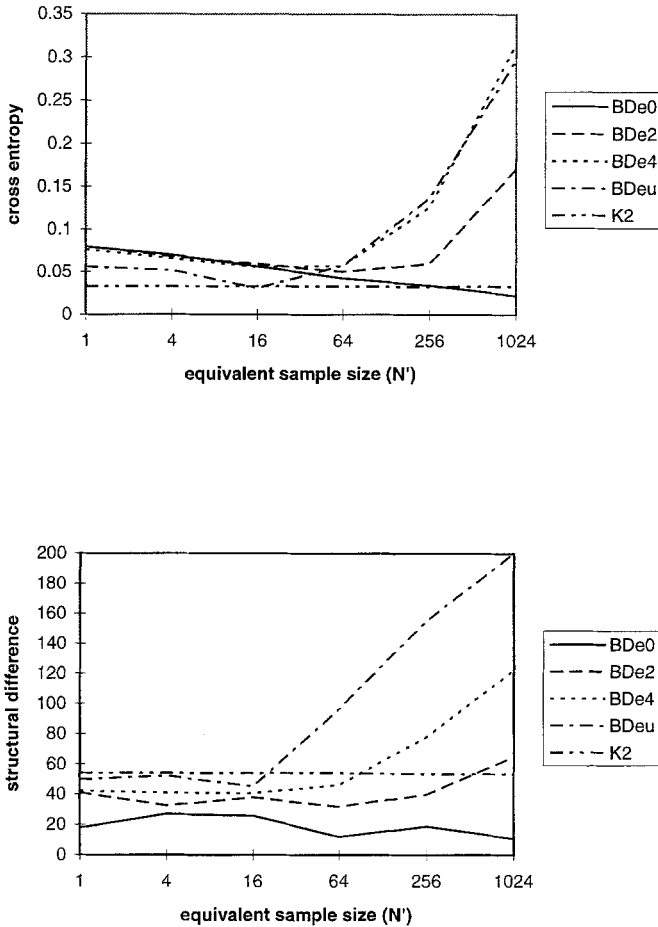 0.35
0.3
0.25
0.2
0.15
0.1
0.05
0
cross entropy
1 4 16 64 256 1024
equivalent sample size (N')
BDe0
BDe2
BDe4
BDeu
K2
200
180
160
140
120
100
80
60
40
20
0
structural difference
1 4 16 64 256 1024
equivalent sample size (N')
BDe0
BDe2
BDe4
BDeu
K2